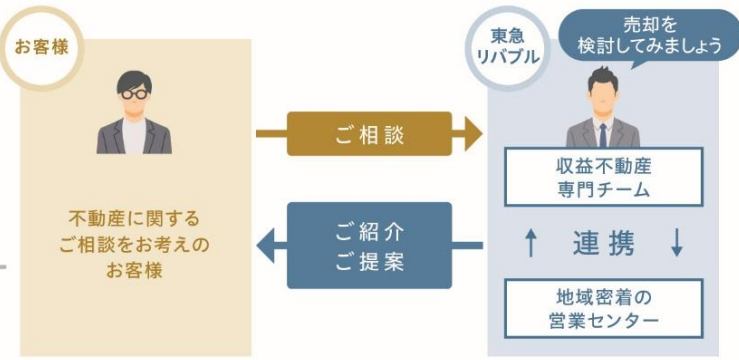 お客様
不動産に関する
ご相談をお考えの
お客様
ご相談
ご紹介
ご提案
東急
リバブル
売却を
検討してみましょう
収益不動産
専門チーム
↑ 連携 ↓
地域密着の
営業センター